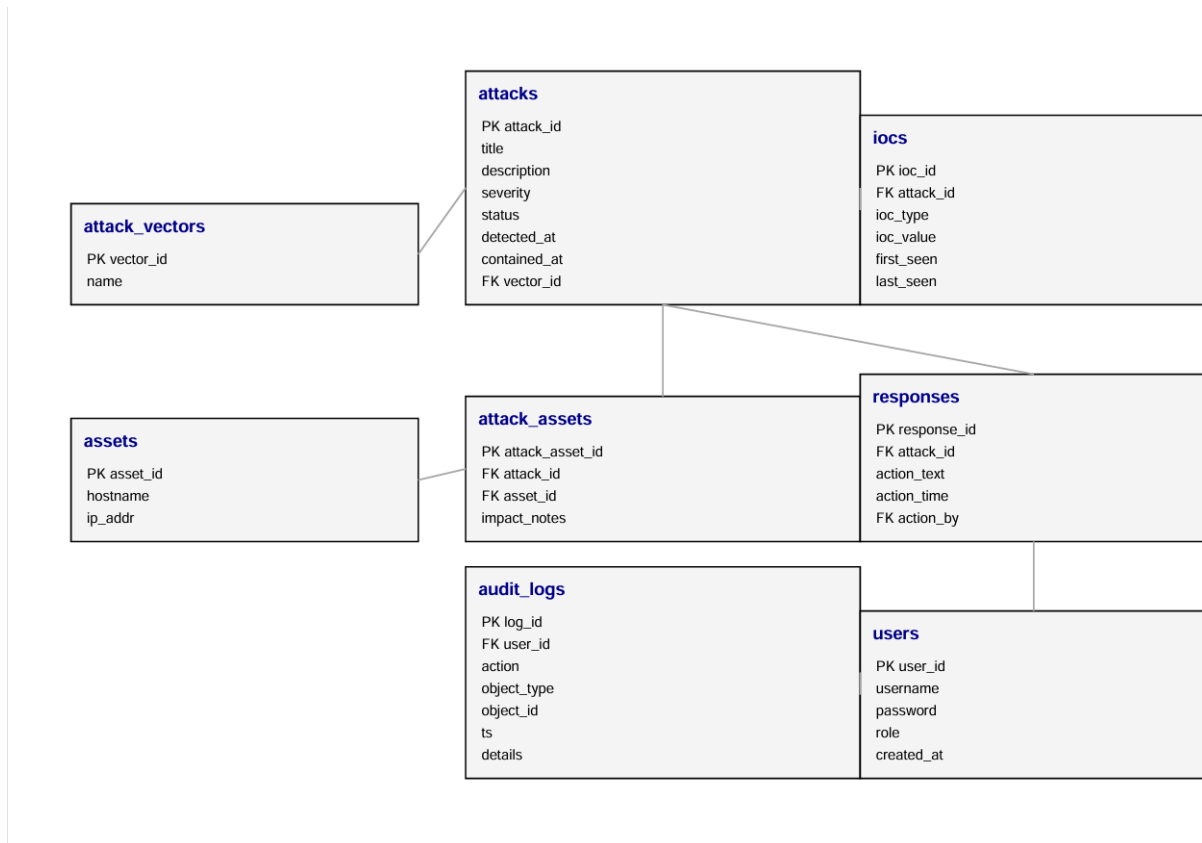 attacks
PK attack_id
title
description
severity
status
detected_at
contained_at
FK vector_id
iocs
PK ioc_id
FK attack_id
ioc_type
ioc_value
first_seen
last_seen
attack_vectors
PK vector_id
name
assets
PK asset_id
hostname
ip_addr
attack_assets
PK attack_asset_id
FK attack_id
FK asset_id
impact_notes
responses
PK response_id
FK attack_id
action_text
action_time
FK action_by
audit_logs
PK log_id
FK user_id
action
object_type
object_id
ts
details
users
PK user_id
username
password
role
created_at